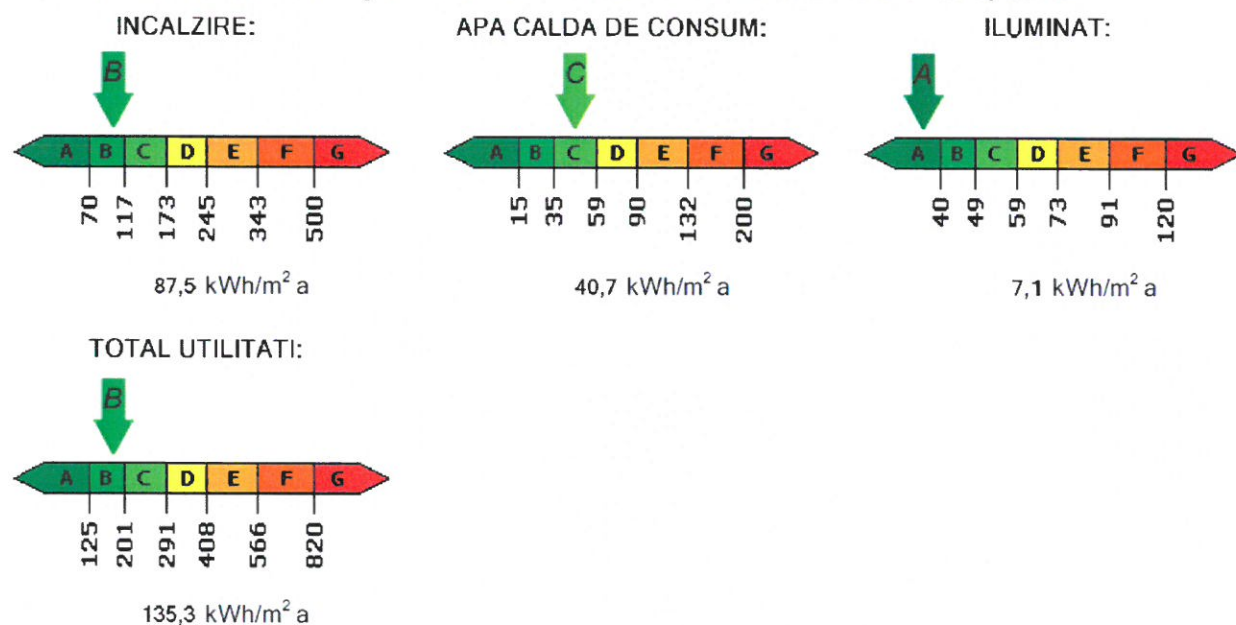 INCALZIRE:
B
A B C D E F G
70 117 173 245 343 500
87,5 kWh/m² a
APA CALDA DE CONSUM:
C
A B C D E F G
15 35 59 90 132 200
40,7 kWh/m² a
ILUMINAT:
A
A B C D E F G
40 49 59 73 91 120
7,1 kWh/m² a
TOTAL UTILITATI:
B
A B C D E F G
125 201 291 408 566 820
135,3 kWh/m² a